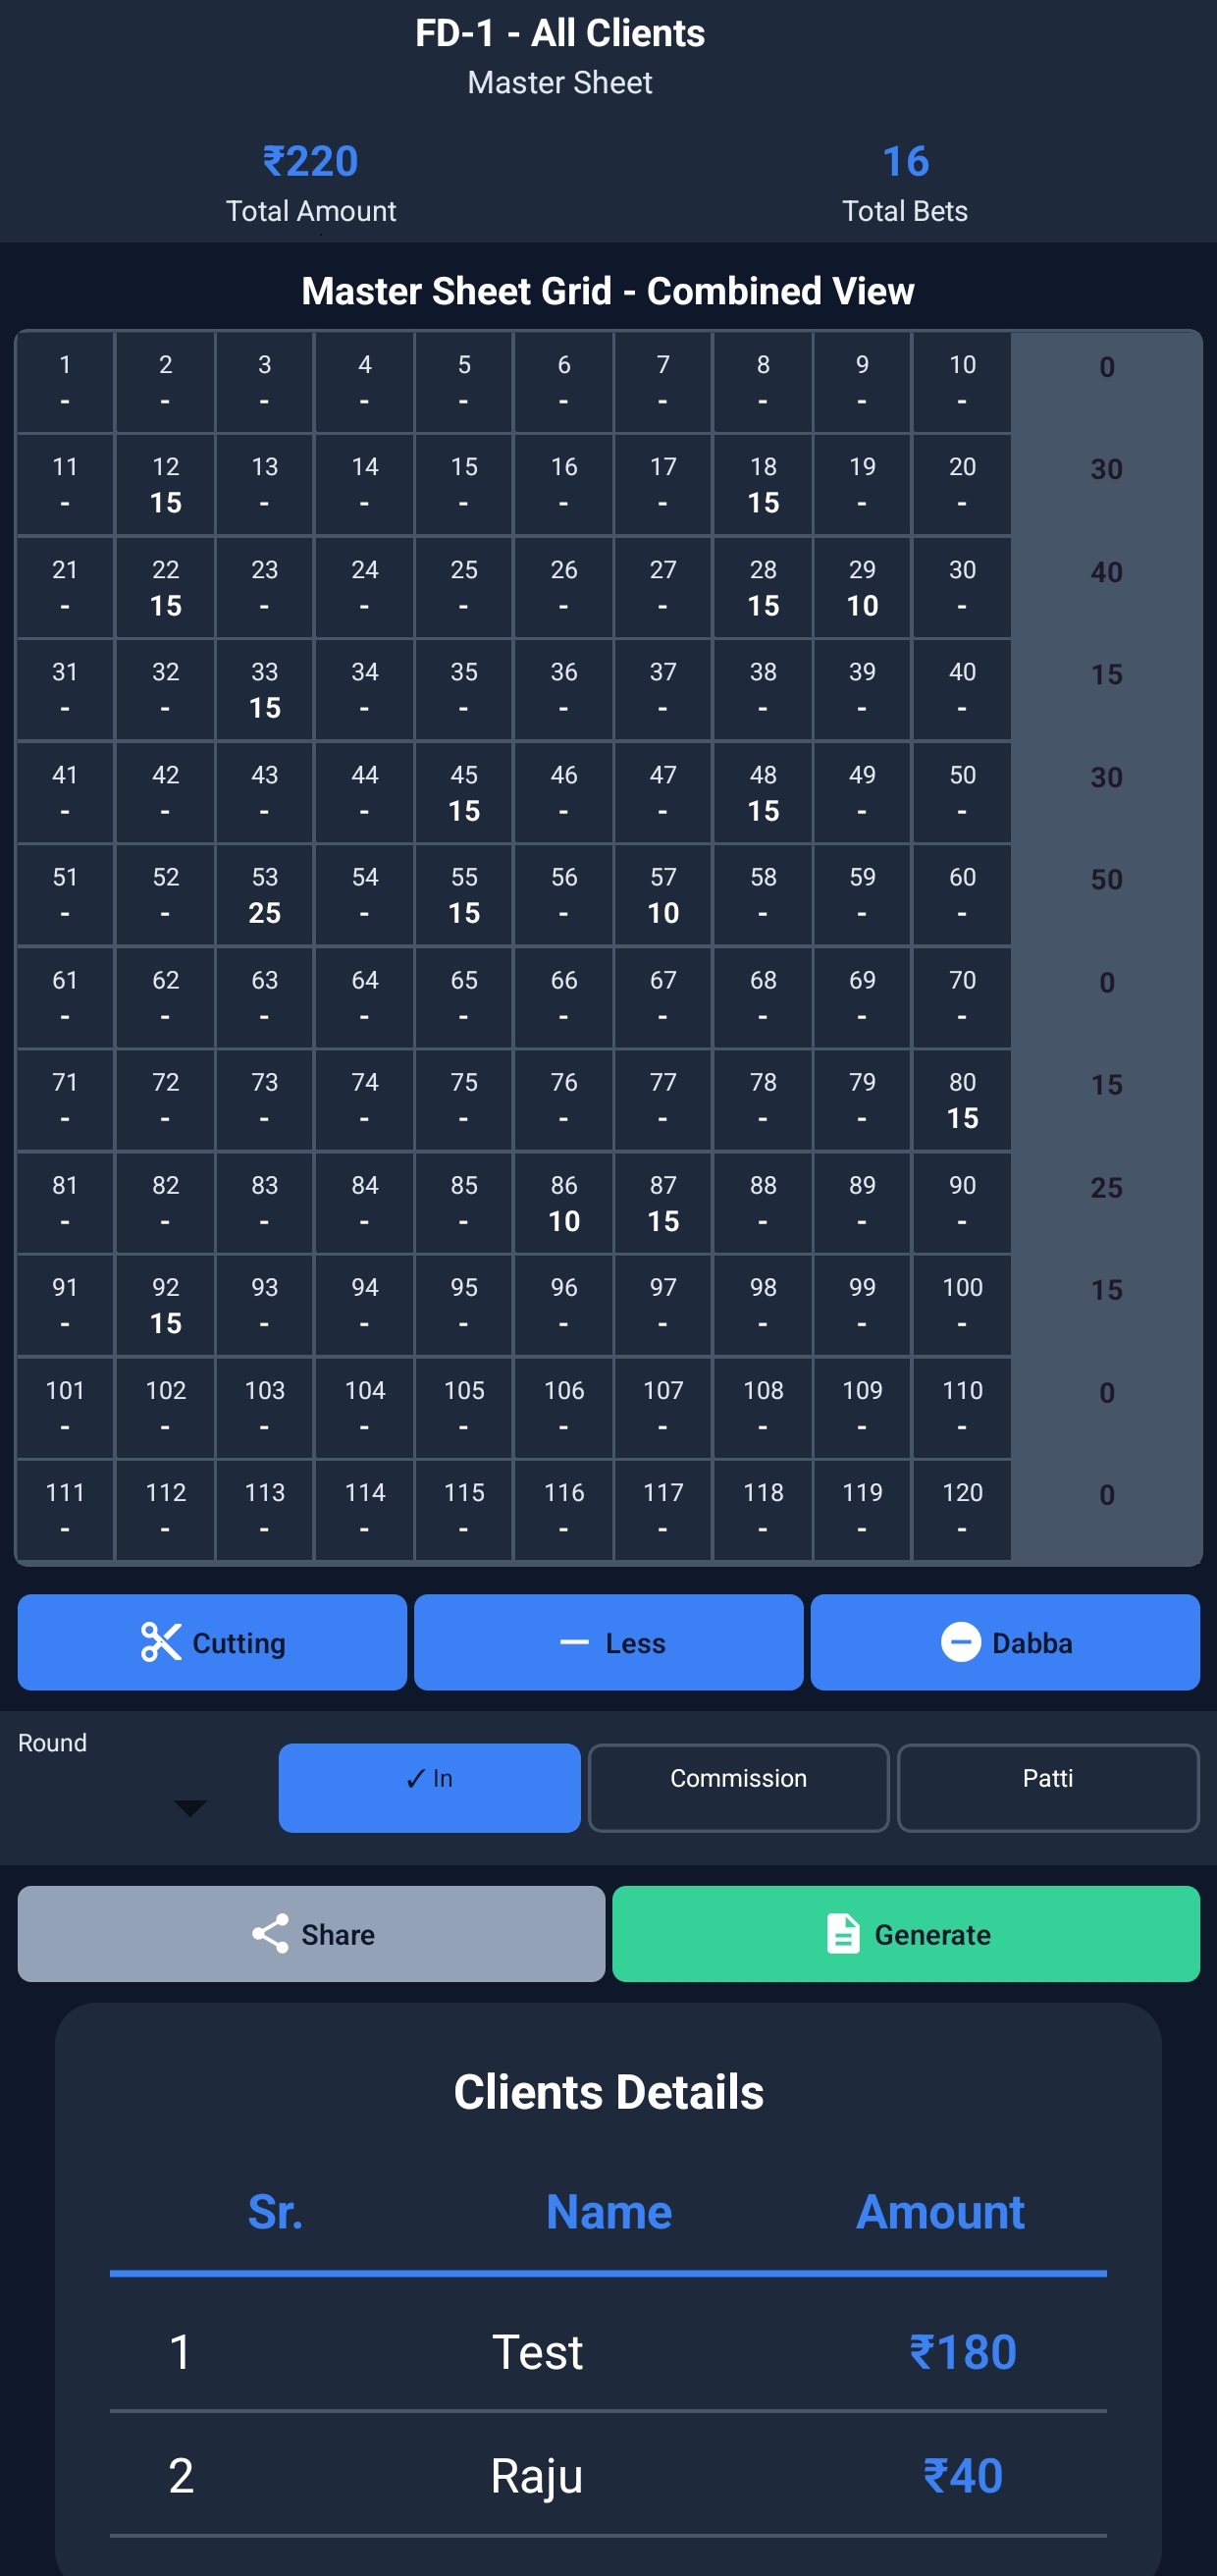 FD-1 - All Clients
Master Sheet
₹220 16
Total Amount Total Bets
Master Sheet Grid - Combined View
1 2 3 4 5 6 7 8 9 10 0
- - - - - - - - - -
11 12 13 14 15 16 17 18 19 20 30
- 15 - - - - - 15 - -
21 22 23 24 25 26 27 28 29 30 40
- 15 - - - - - 15 10 -
31 32 33 34 35 36 37 38 39 40 15
- - 15 - - - - - - -
41 42 43 44 45 46 47 48 49 50 30
- - - - 15 - - 15 - -
51 52 53 54 55 56 57 58 59 60 50
- - 25 - 15 - 10 - - -
61 62 63 64 65 66 67 68 69 70 0
- - - - - - - - - -
71 72 73 74 75 76 77 78 79 80 15
- - - - - - - - - 15
81 82 83 84 85 86 87 88 89 90 25
- - - - - 10 15 - - -
91 92 93 94 95 96 97 98 99 100 15
- 15 - - - - - - - -
101 102 103 104 105 106 107 108 109 110 0
- - - - - - - - - -
111 112 113 114 115 116 117 118 119 120 0
- - - - - - - - - -
Cutting Less Dabba
Round
✓ In Commission Patti
Share Generate
Clients Details
Sr. Name Amount
1 Test ₹180
2 Raju ₹40